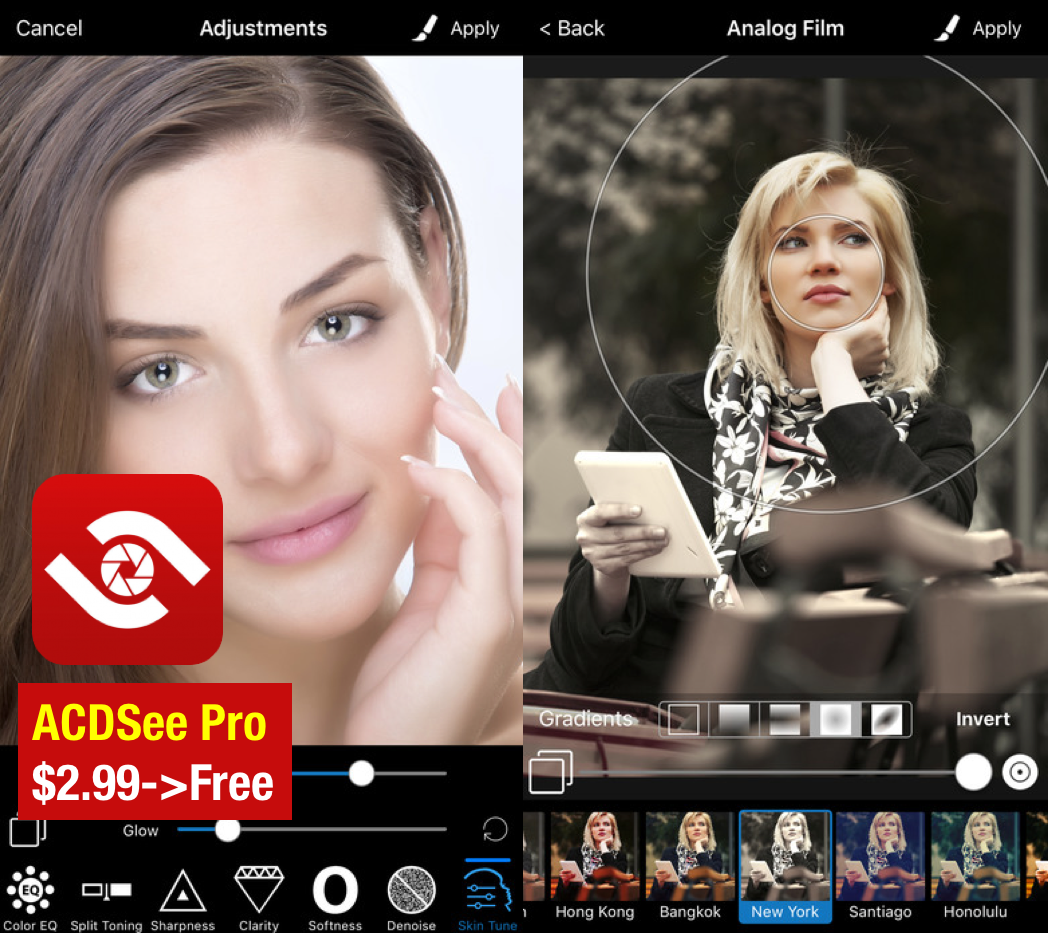 Cancel
Adjustments
Apply
ACDSee Pro
$2.99->Free
Glow
EQ
Color EQ
Split Toning
Sharpness
Clarity
Softness
Denoise
Skin Tune
< Back
Analog Film
Apply
Gradients
Invert
Hong Kong
Bangkok
New York
Santiago
Honolulu